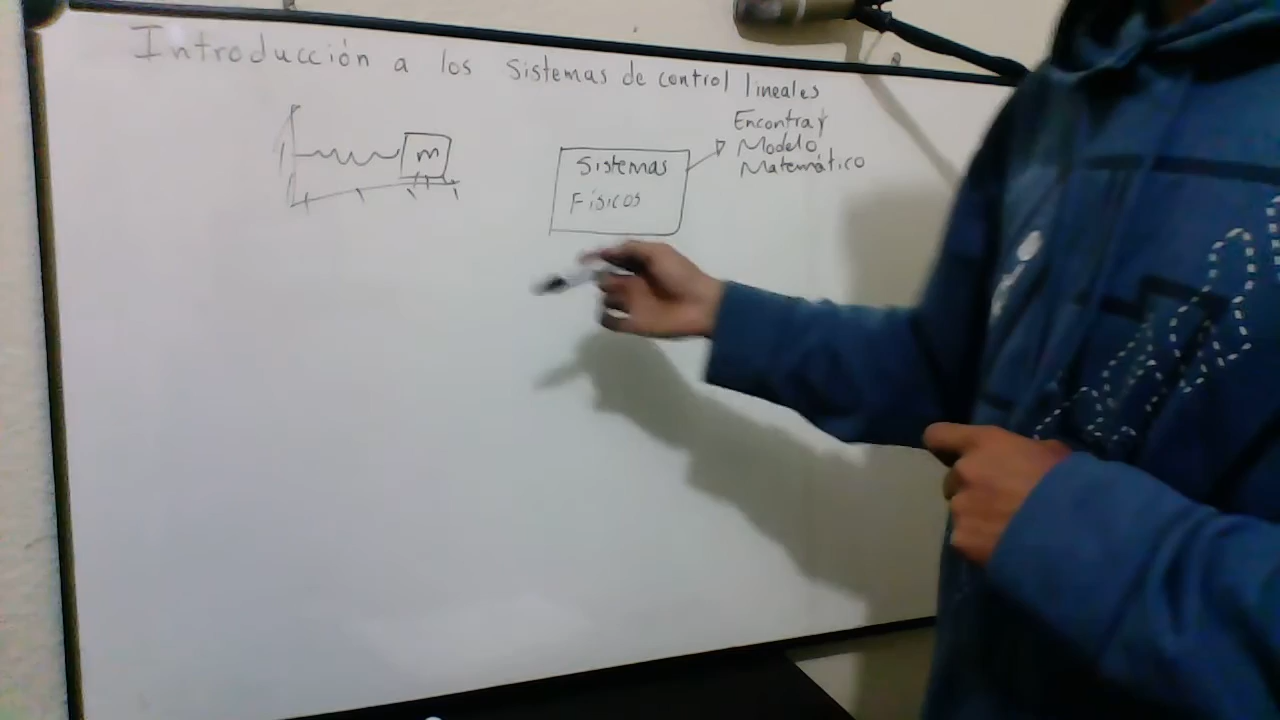 Introducción a los sistemas de control lineales
m
Sistemas
Físicos
Encontrar
Modelo
Matemático